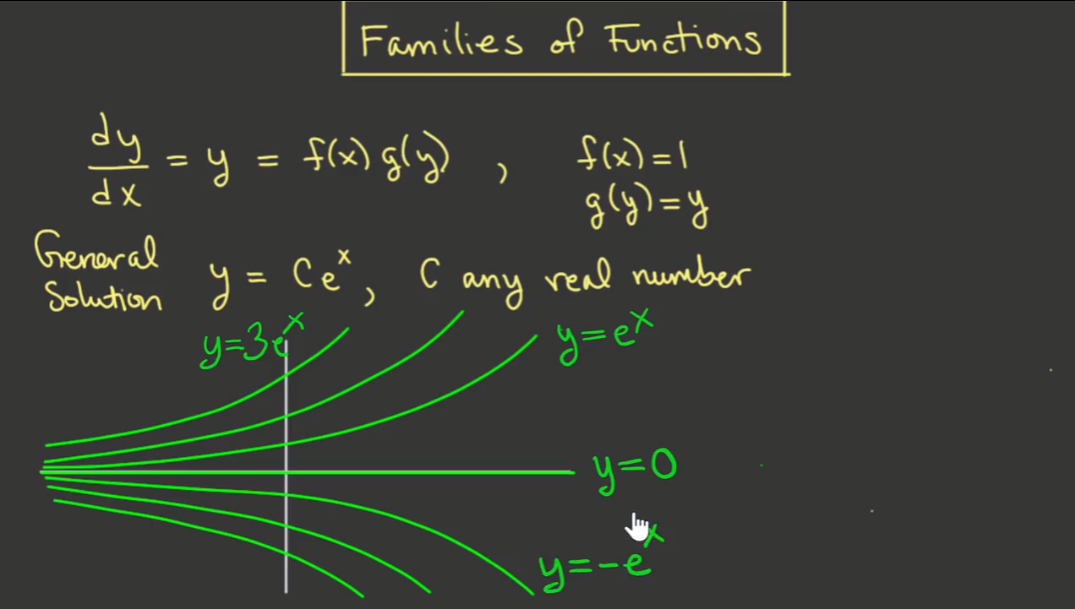 Families of Functions
dy/dx = y = f(x) g(y) , f(x) = 1
g(y) = y
General
Solution y = Ce^x, C any real number
y=3e^x
y=e^x
y=0
y=-e^x